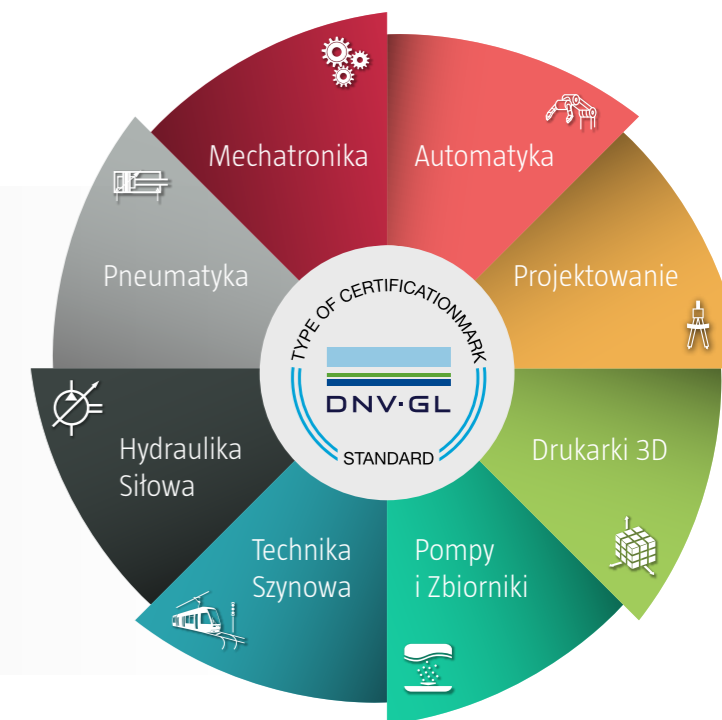 Mechatronika
Automatyka
Pneumatyka
Projektowanie
TYPE OF CERTIFICATIONMARK
DNV·GL
STANDARD
Hydraulika
Siłowa
Drukarki 3D
Technika
Szynowa
Pompy
i Zbiorniki